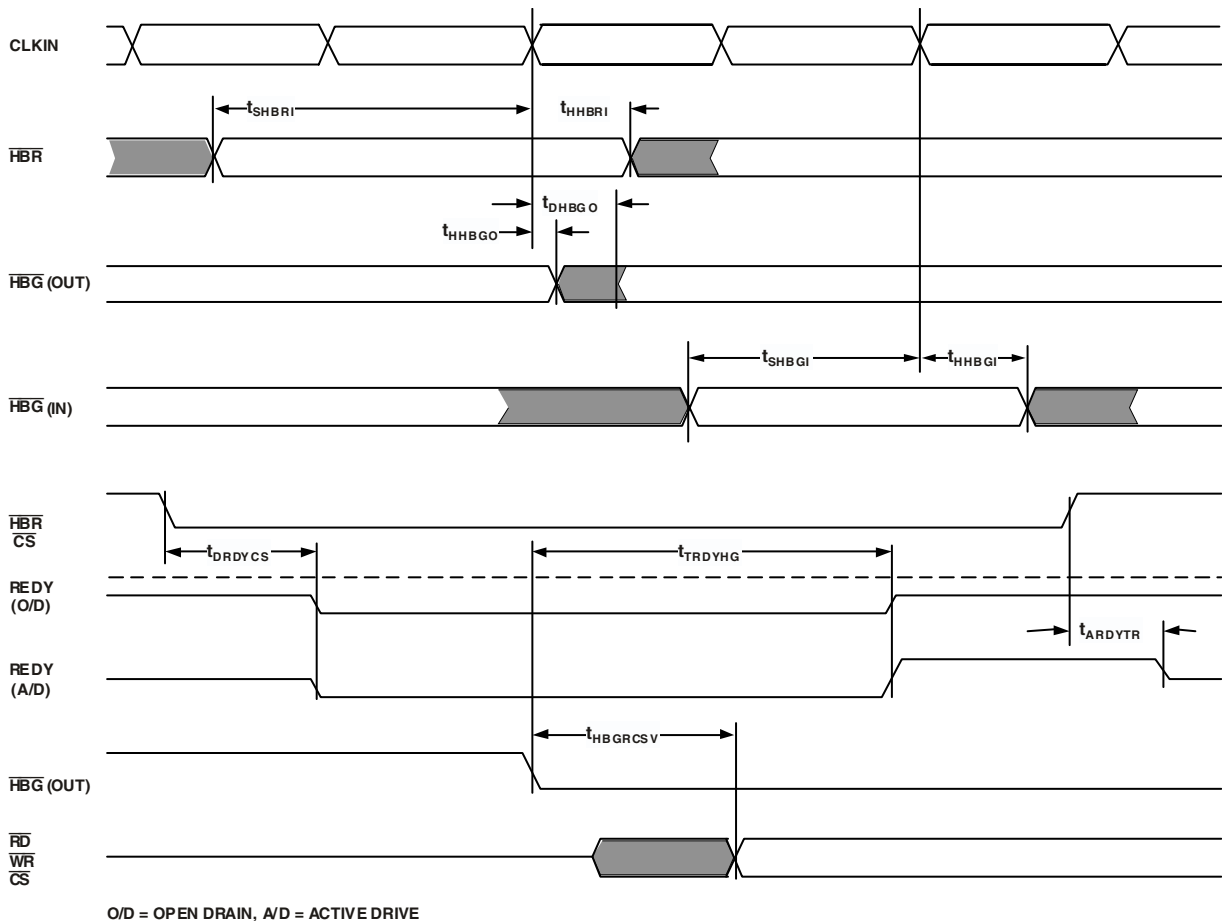 CLKIN
tSHBRI
tHHBRI
HBR
tDHBGO
tHHBGO
HBG (OUT)
tSHBGI
tHHBGI
HBG (IN)
HBR
CS
tDRDYCS
tTRDYHG
REDY
(O/D)
tARDYTR
REDY
(A/D)
tHBGRCSV
HBG (OUT)
RD
WR
CS
O/D = OPEN DRAIN, A/D = ACTIVE DRIVE